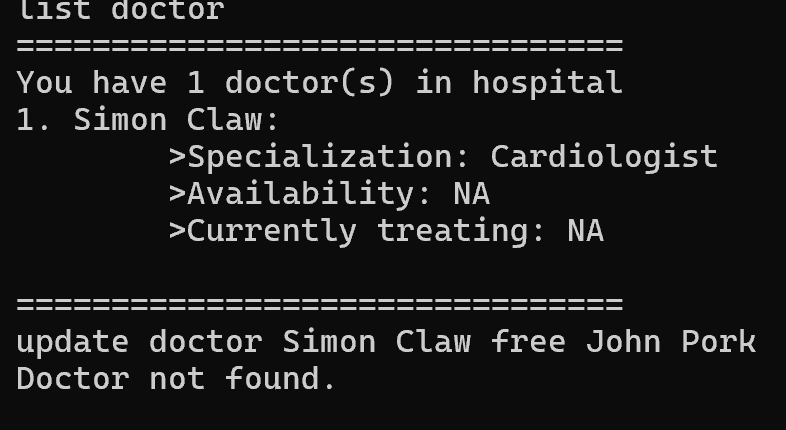 list doctor
================================
You have 1 doctor(s) in hospital
1. Simon Claw:
        >Specialization: Cardiologist
        >Availability: NA
        >Currently treating: NA
================================
update doctor Simon Claw free John Pork
Doctor not found.